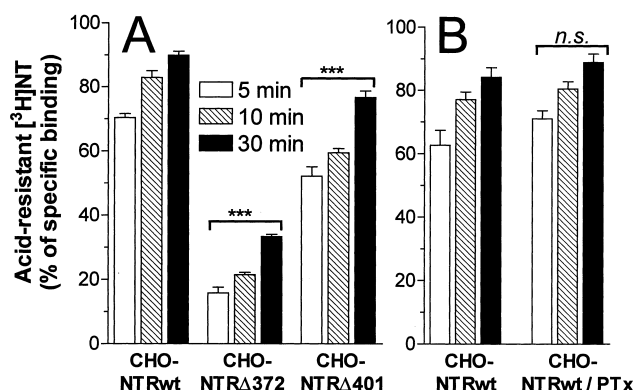 Acid-resistant [³H]NT
(% of specific binding)
A
100
80
60
40
20
0
5 min
10 min
30 min
***
***
CHO-
NTRwt
CHO-
NTRΔ372
CHO-
NTRΔ401
B
100
80
60
40
20
0
n.s.
CHO-
NTRwt
CHO-
NTRwt / PTx